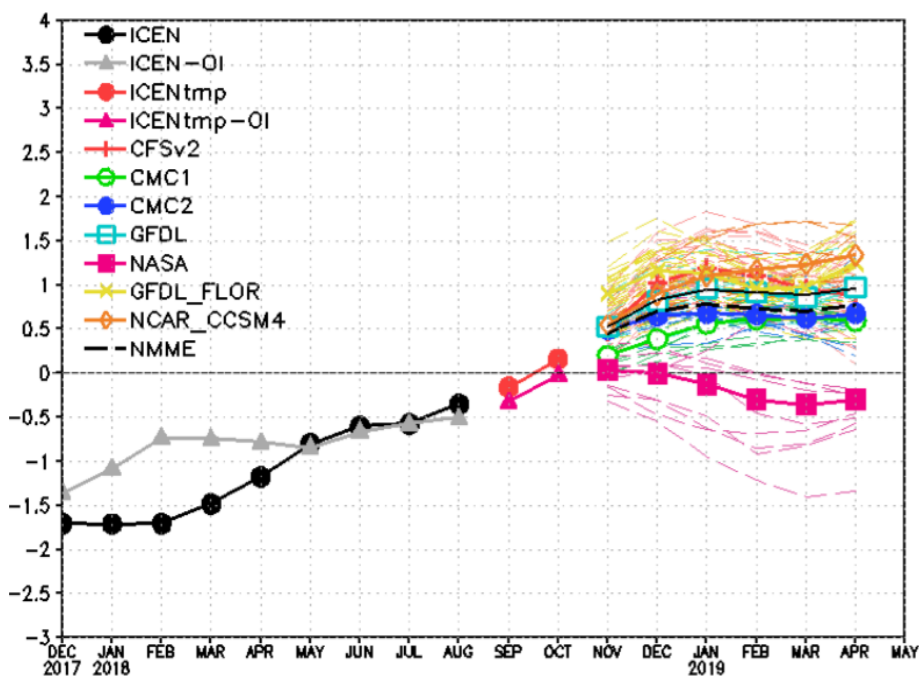 4
3.5
3
2.5
2
1.5
1
0.5
0
-0.5
-1
-1.5
-2
-2.5
-3
ICEN
ICEN-OI
ICENtmp
ICENtmp-OI
CFSv2
CMC1
CMC2
GFDL
NASA
GFDL_FLOR
NCAR_CCSM4
NMME
DEC JAN FEB MAR APR MAY JUN JUL AUG SEP OCT NOV DEC JAN FEB MAR APR MAY
2017 2018 2019